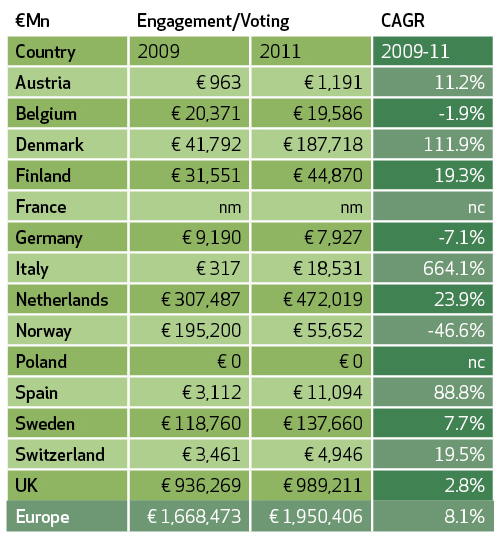 €Mn Engagement/Voting CAGR
Country 2009 2011 2009-11
Austria € 963 € 1,191 11.2%
Belgium € 20,371 € 19,586 -1.9%
Denmark € 41,792 € 187,718 111.9%
Finland € 31,551 € 44,870 19.3%
France nm nm nc
Germany € 9,190 € 7,927 -7.1%
Italy € 317 € 18,531 664.1%
Netherlands € 307,487 € 472,019 23.9%
Norway € 195,200 € 55,652 -46.6%
Poland € 0 € 0 nc
Spain € 3,112 € 11,094 88.8%
Sweden € 118,760 € 137,660 7.7%
Switzerland € 3,461 € 4,946 19.5%
UK € 936,269 € 989,211 2.8%
Europe € 1,668,473 € 1,950,406 8.1%